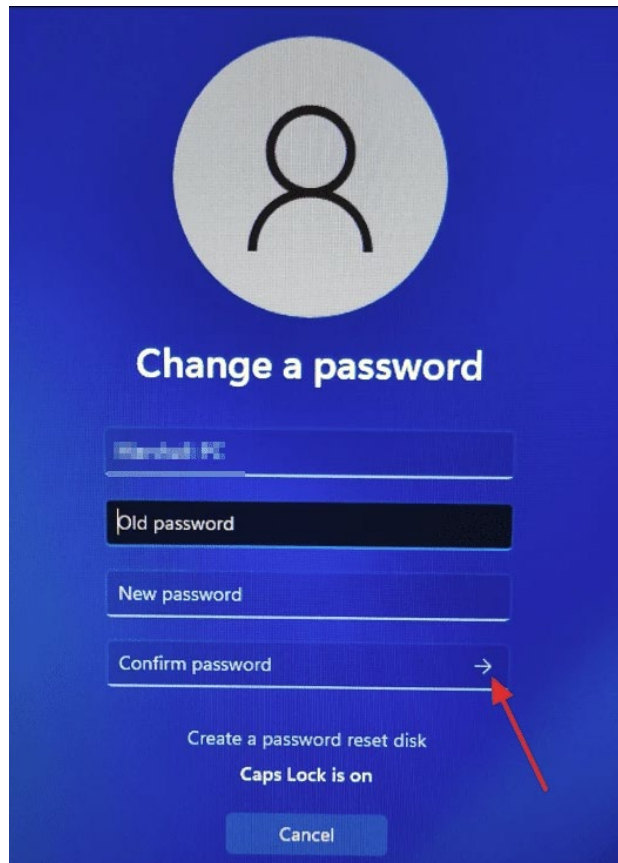 Change a password
Old password
New password
Confirm password
Create a password reset disk
Caps Lock is on
Cancel